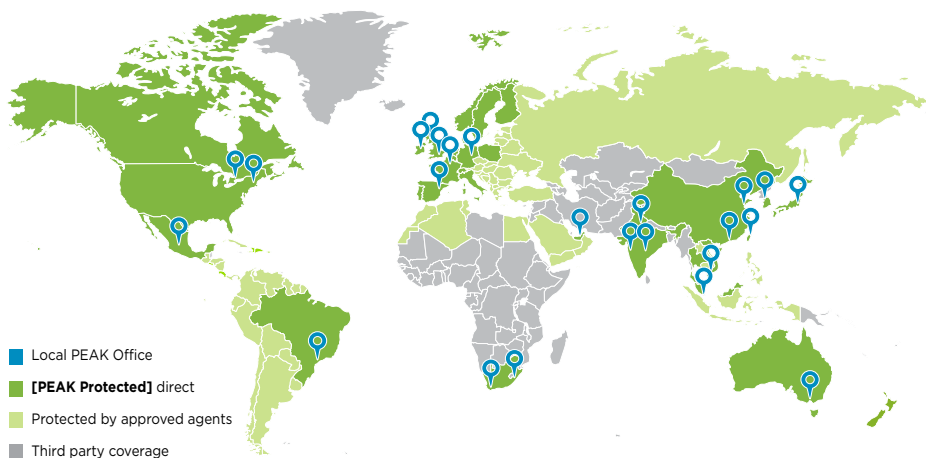 Local PEAK Office
[PEAK Protected] direct
Protected by approved agents
Third party coverage